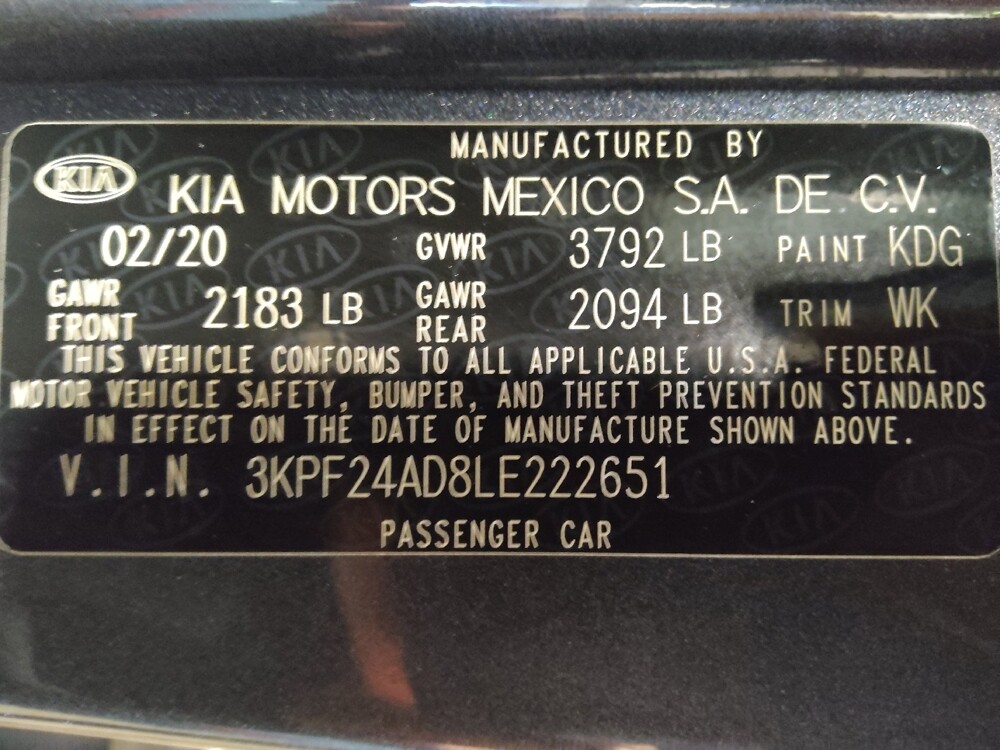 MANUFACTURED BY
KIA KIA MOTORS MEXICO S.A. DE C.V.
02/20 GVWR 3792 LB PAINT KDG
GAWR FRONT 2183 LB GAWR REAR 2094 LB TRIM WK
THIS VEHICLE CONFORMS TO ALL APPLICABLE U.S.A. FEDERAL
MOTOR VEHICLE SAFETY, BUMPER, AND THEFT PREVENTION STANDARDS
IN EFFECT ON THE DATE OF MANUFACTURE SHOWN ABOVE.
V.I.N. 3KPF24AD8LE222651
PASSENGER CAR